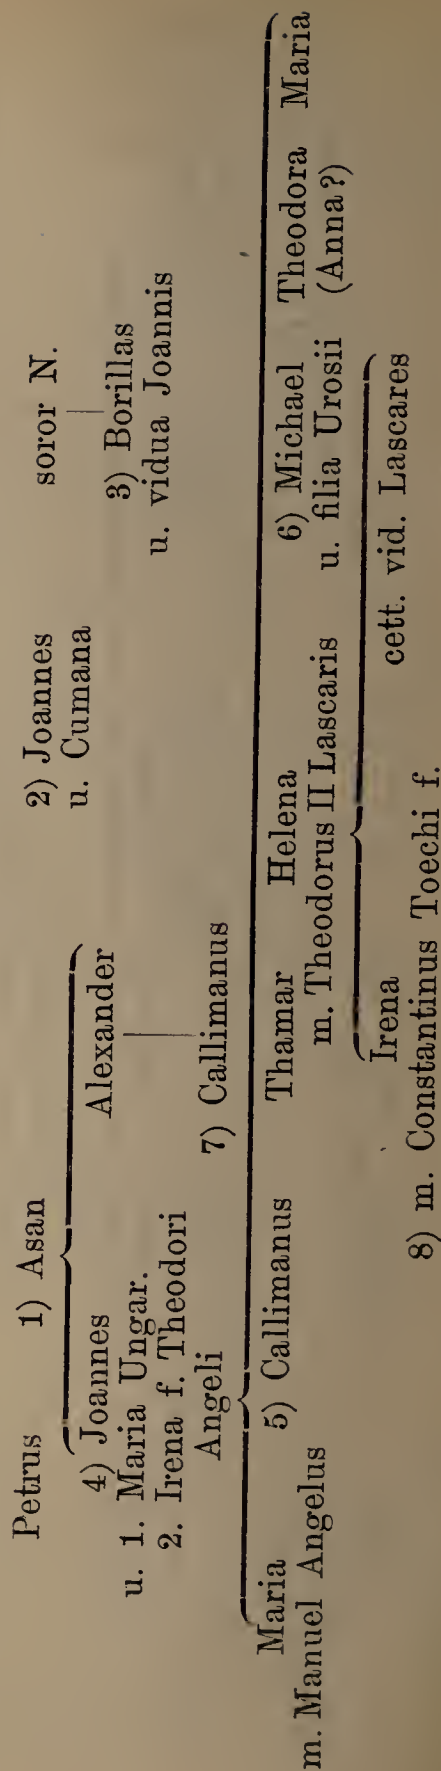 Petrus 1) Asan 2) Joannes soror N.
u. Cumana
4) Joannes Alexander 3) Borillas
u. 1. Maria Ungar. u. vidua Joannis
2. Irena f. Theodori
Angeli 7) Callimanus
Maria 5) Callimanus Thamar Helena 6) Michael Theodora Maria
m. Manuel Angelus m. Theodorus II Lascaris u. filia Urosii (Anna?)
Irena cett. vid. Lascares
8) m. Constantinus Toechi f.